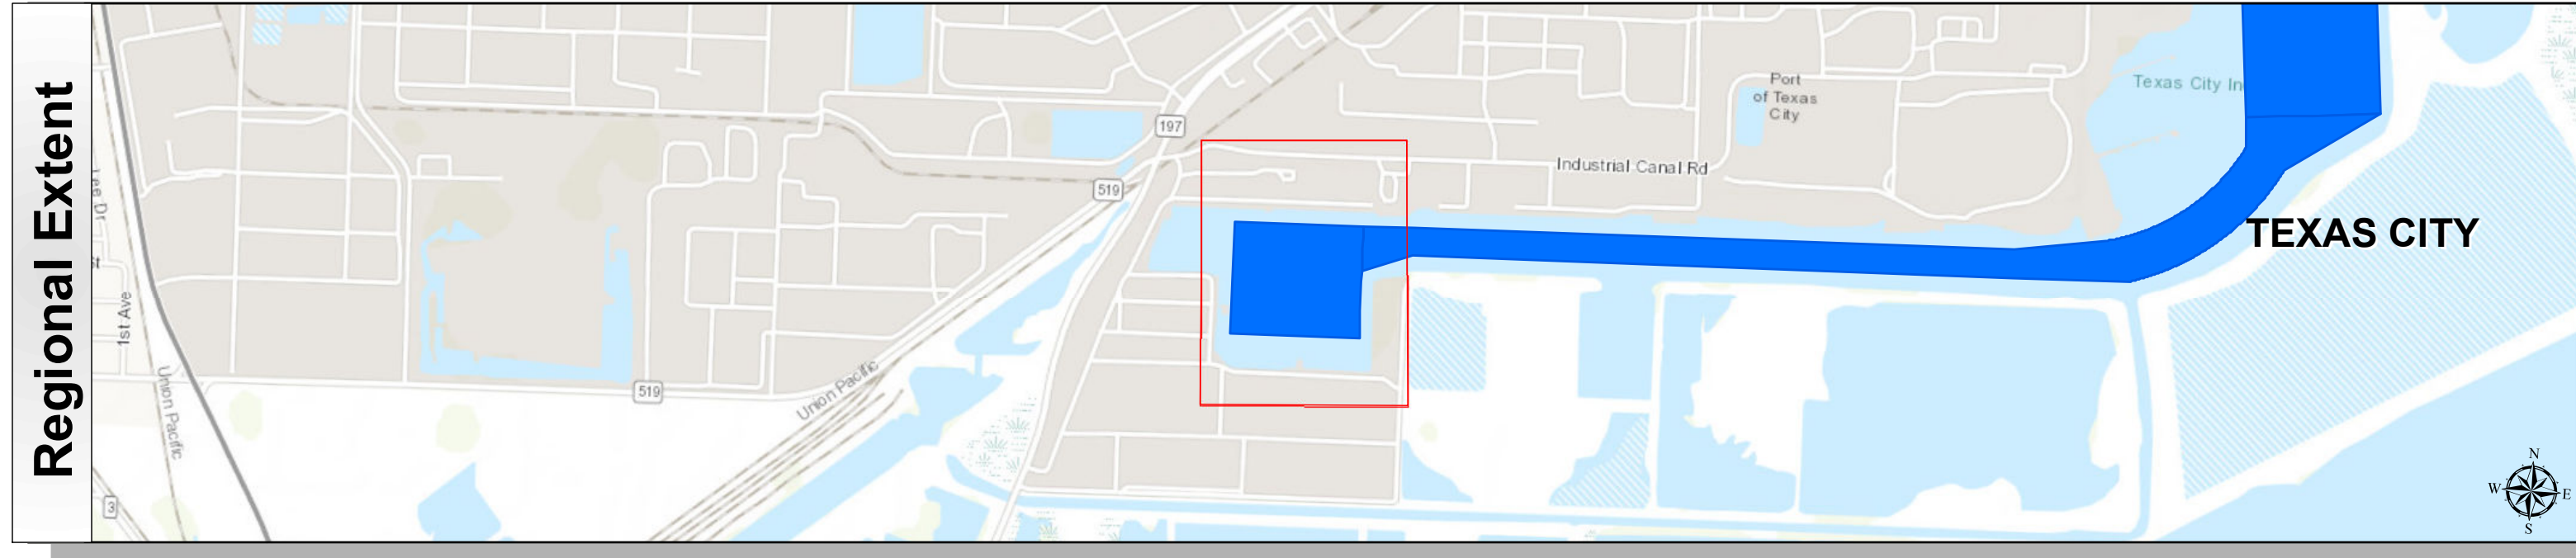 Regional Extent
197
519
519
3
Lee Dr
1st Ave
Union Pacific
Union Pacific
Industrial Canal Rd
Port
of Texas
City
Texas City In
TEXAS CITY
N
W
E
S